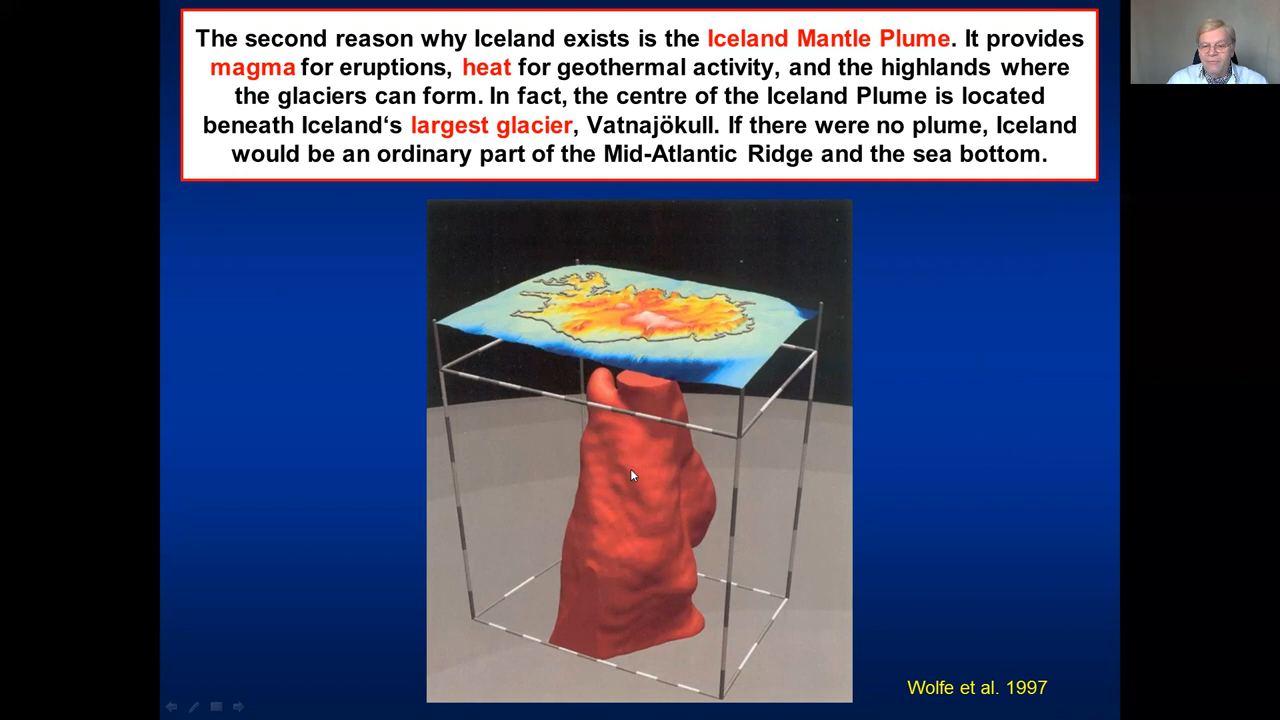 The second reason why Iceland exists is the Iceland Mantle Plume. It provides
magma for eruptions, heat for geothermal activity, and the highlands where
the glaciers can form. In fact, the centre of the Iceland Plume is located
beneath Iceland‘s largest glacier, Vatnajökull. If there were no plume, Iceland
would be an ordinary part of the Mid-Atlantic Ridge and the sea bottom.
Wolfe et al. 1997